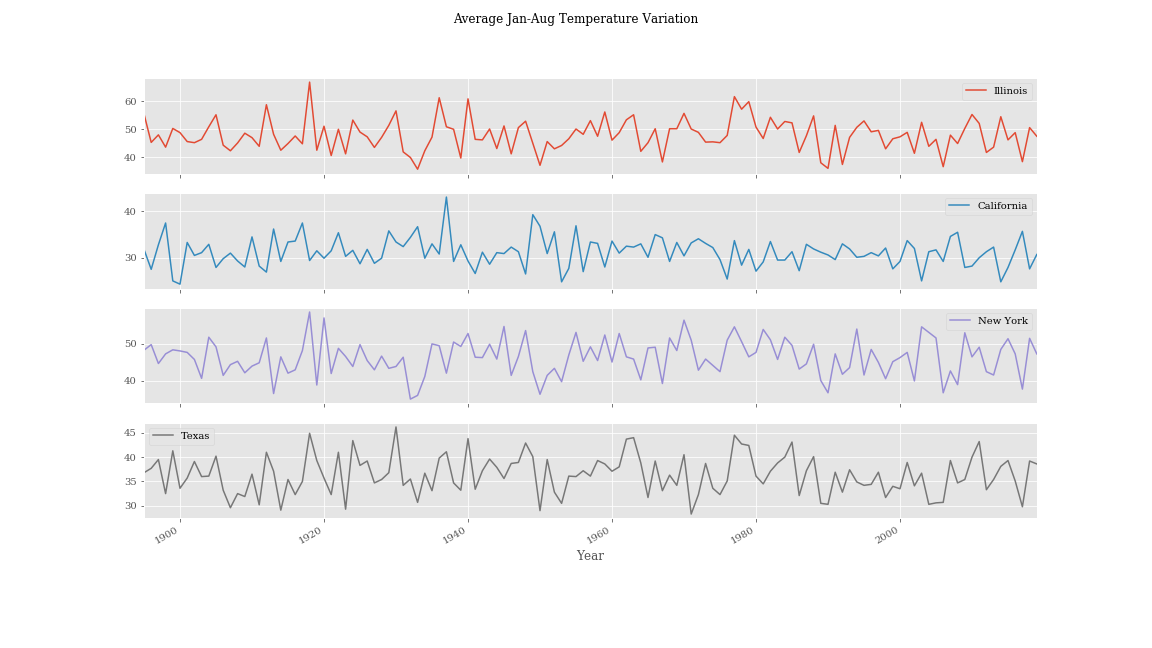 Average Jan-Aug Temperature Variation
Illinois
60
50
40
California
40
30
New York
50
40
Texas
45
40
35
30
1900
1920
1940
1960
1980
2000
Year